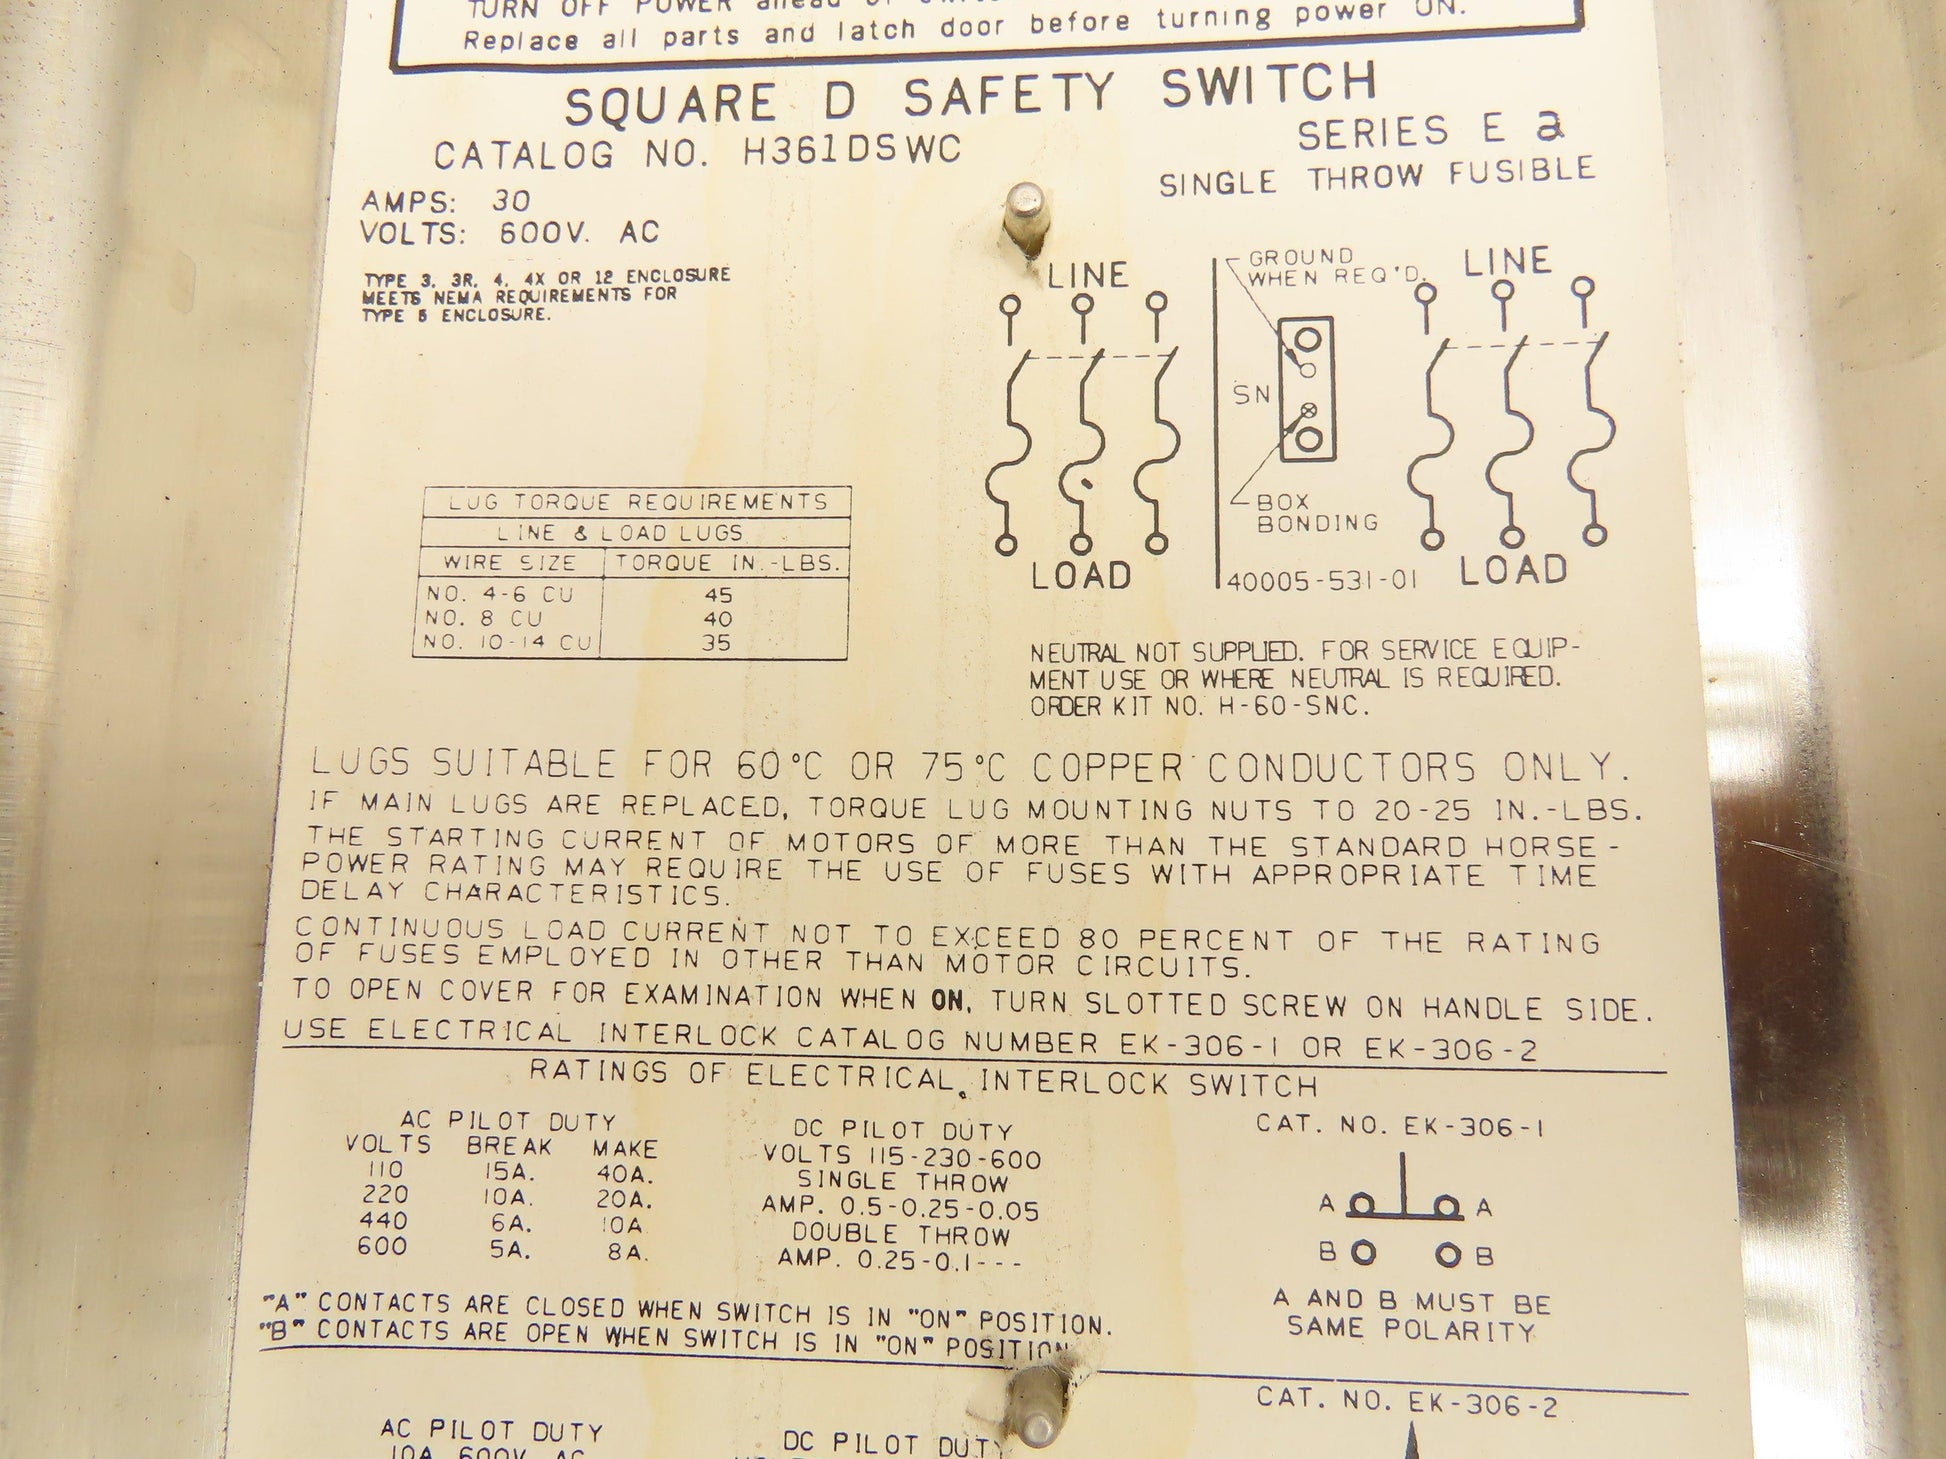 TURN OFF POWER ahead of
Replace all parts and latch door before turning power ON.
SQUARE D SAFETY SWITCH
CATALOG NO. H361DSWC
SERIES E a
SINGLE THROW FUSIBLE
AMPS: 30
VOLTS: 600V. AC
TYPE 3, 3R, 4, 4X OR 12 ENCLOSURE
MEETS NEMA REQUIREMENTS FOR
TYPE 5 ENCLOSURE.
LINE
GROUND
WHEN REQ'D.
LINE
SN
BOX
BONDING
LOAD
40005-531-01
LOAD
LUG TORQUE REQUIREMENTS
LINE & LOAD LUGS
WIRE SIZE TORQUE IN.-LBS.
NO. 4-6 CU 45
NO. 8 CU 40
NO. 10-14 CU 35
NEUTRAL NOT SUPPLIED. FOR SERVICE EQUIP-
MENT USE OR WHERE NEUTRAL IS REQUIRED.
ORDER KIT NO. H-60-SNC.
LUGS SUITABLE FOR 60°C OR 75°C COPPER CONDUCTORS ONLY.
IF MAIN LUGS ARE REPLACED, TORQUE LUG MOUNTING NUTS TO 20-25 IN.-LBS.
THE STARTING CURRENT OF MOTORS OF MORE THAN THE STANDARD HORSE-
POWER RATING MAY REQUIRE THE USE OF FUSES WITH APPROPRIATE TIME
DELAY CHARACTERISTICS.
CONTINUOUS LOAD CURRENT NOT TO EXCEED 80 PERCENT OF THE RATING
OF FUSES EMPLOYED IN OTHER THAN MOTOR CIRCUITS.
TO OPEN COVER FOR EXAMINATION WHEN ON, TURN SLOTTED SCREW ON HANDLE SIDE.
USE ELECTRICAL INTERLOCK CATALOG NUMBER EK-306-1 OR EK-306-2
RATINGS OF ELECTRICAL INTERLOCK SWITCH
AC PILOT DUTY
VOLTS BREAK MAKE
110 15A. 40A.
220 10A. 20A.
440 6A. 10A
600 5A. 8A.
DC PILOT DUTY
VOLTS 115-230-600
SINGLE THROW
AMP. 0.5-0.25-0.05
DOUBLE THROW
AMP. 0.25-0.1---
CAT. NO. EK-306-1
A A
B B
A AND B MUST BE
SAME POLARITY
"A" CONTACTS ARE CLOSED WHEN SWITCH IS IN "ON" POSITION.
"B" CONTACTS ARE OPEN WHEN SWITCH IS IN "ON" POSITION
CAT. NO. EK-306-2
AC PILOT DUTY
10A 600V. AC
DC PILOT DUTY